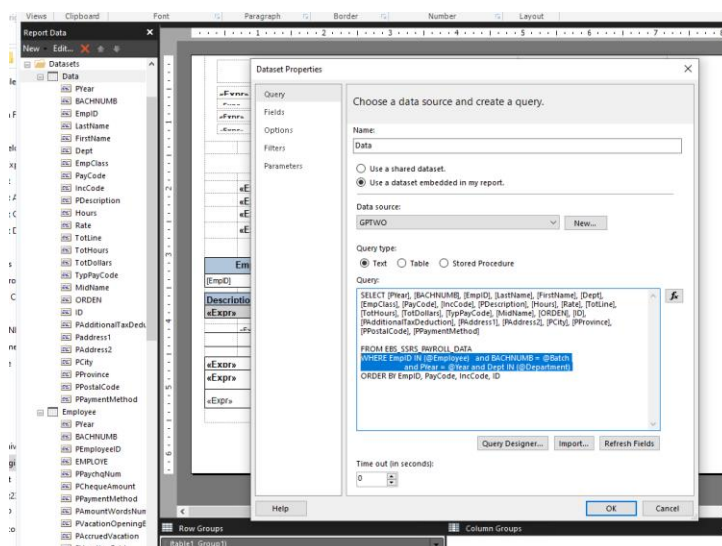 Views
Clipboard
Font
Paragraph
Border
Number
Layout
Report Data
New
Edit...
Datasets
Data
PYear
BACHNUMB
EmpID
LastName
FirstName
Dept
EmpClass
PayCode
IncCode
PDescription
Hours
Rate
TotLine
TotHours
TotDollars
TypPayCode
MidName
ORDEN
ID
PAdditionalTaxDedu
Paddress1
PAddress2
PCity
PProvince
PPostalCode
PPaymentMethod
Employee
PYear
BACHNUMB
PEmployeeID
EMPLOYE
PPaychqNum
PChequeAmount
PPaymentMethod
PAmountWordsNum
PVacationOpeningB
PAccruedVacation
[EmpID]
Descriptio
«Expr»
«Expr»
«Expr»
«Expr»
Dataset Properties
Query
Fields
Options
Filters
Parameters
Choose a data source and create a query.
Name:
Data
Use a shared dataset.
Use a dataset embedded in my report.
Data source:
GPTWO
New...
Query type:
Text
Table
Stored Procedure
Query:
SELECT [PYear], [BACHNUMB], [EmpID], [LastName], [FirstName], [Dept],
[EmpClass], [PayCode], [IncCode], [PDescription], [Hours], [Rate], [TotLine],
[TotHours], [TotDollars], [TypPayCode], [MidName], [ORDEN], [ID],
[PAdditionalTaxDeduction], [PAddress1], [PAddress2], [PCity], [PProvince],
[PPostalCode], [PPaymentMethod]
FROM EBS_SSRS_PAYROLL_DATA
WHERE EmpID IN (@Employee) and BACHNUMB = @Batch
and PYear = @Year and Dept IN (@Department)
ORDER BY EmpID, PayCode, IncCode, ID
fx
Query Designer...
Import...
Refresh Fields
Time out (in seconds):
0
Help
OK
Cancel
Row Groups
Column Groups
(table1_Group1)